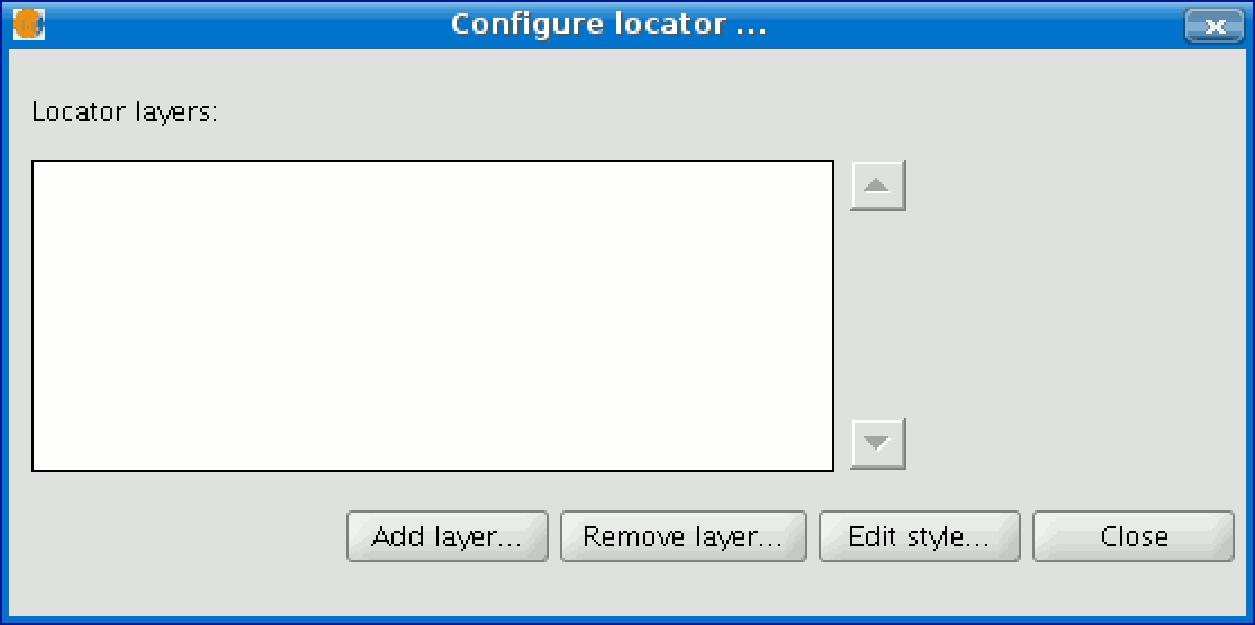 Configure locator ...
Locator layers:
Add layer...
Remove layer...
Edit style...
Close